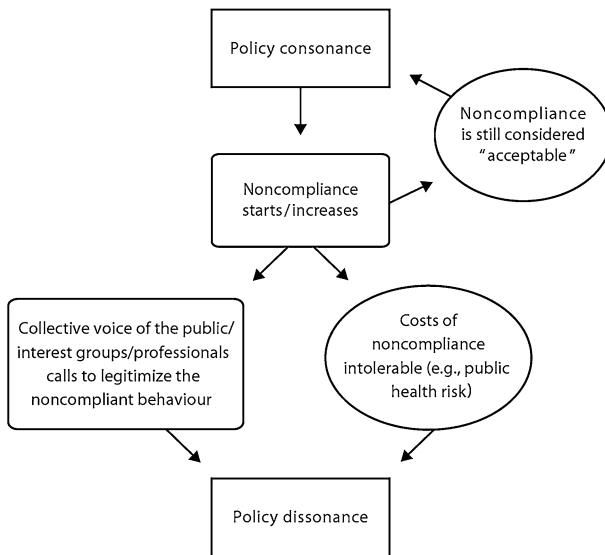 Policy consonance
Noncompliance
is still considered
“acceptable”
Noncompliance
starts/increases
Collective voice of the public/
interest groups/professionals
calls to legitimize the
noncompliant behaviour
Costs of
noncompliance
intolerable (e.g., public
health risk)
Policy dissonance